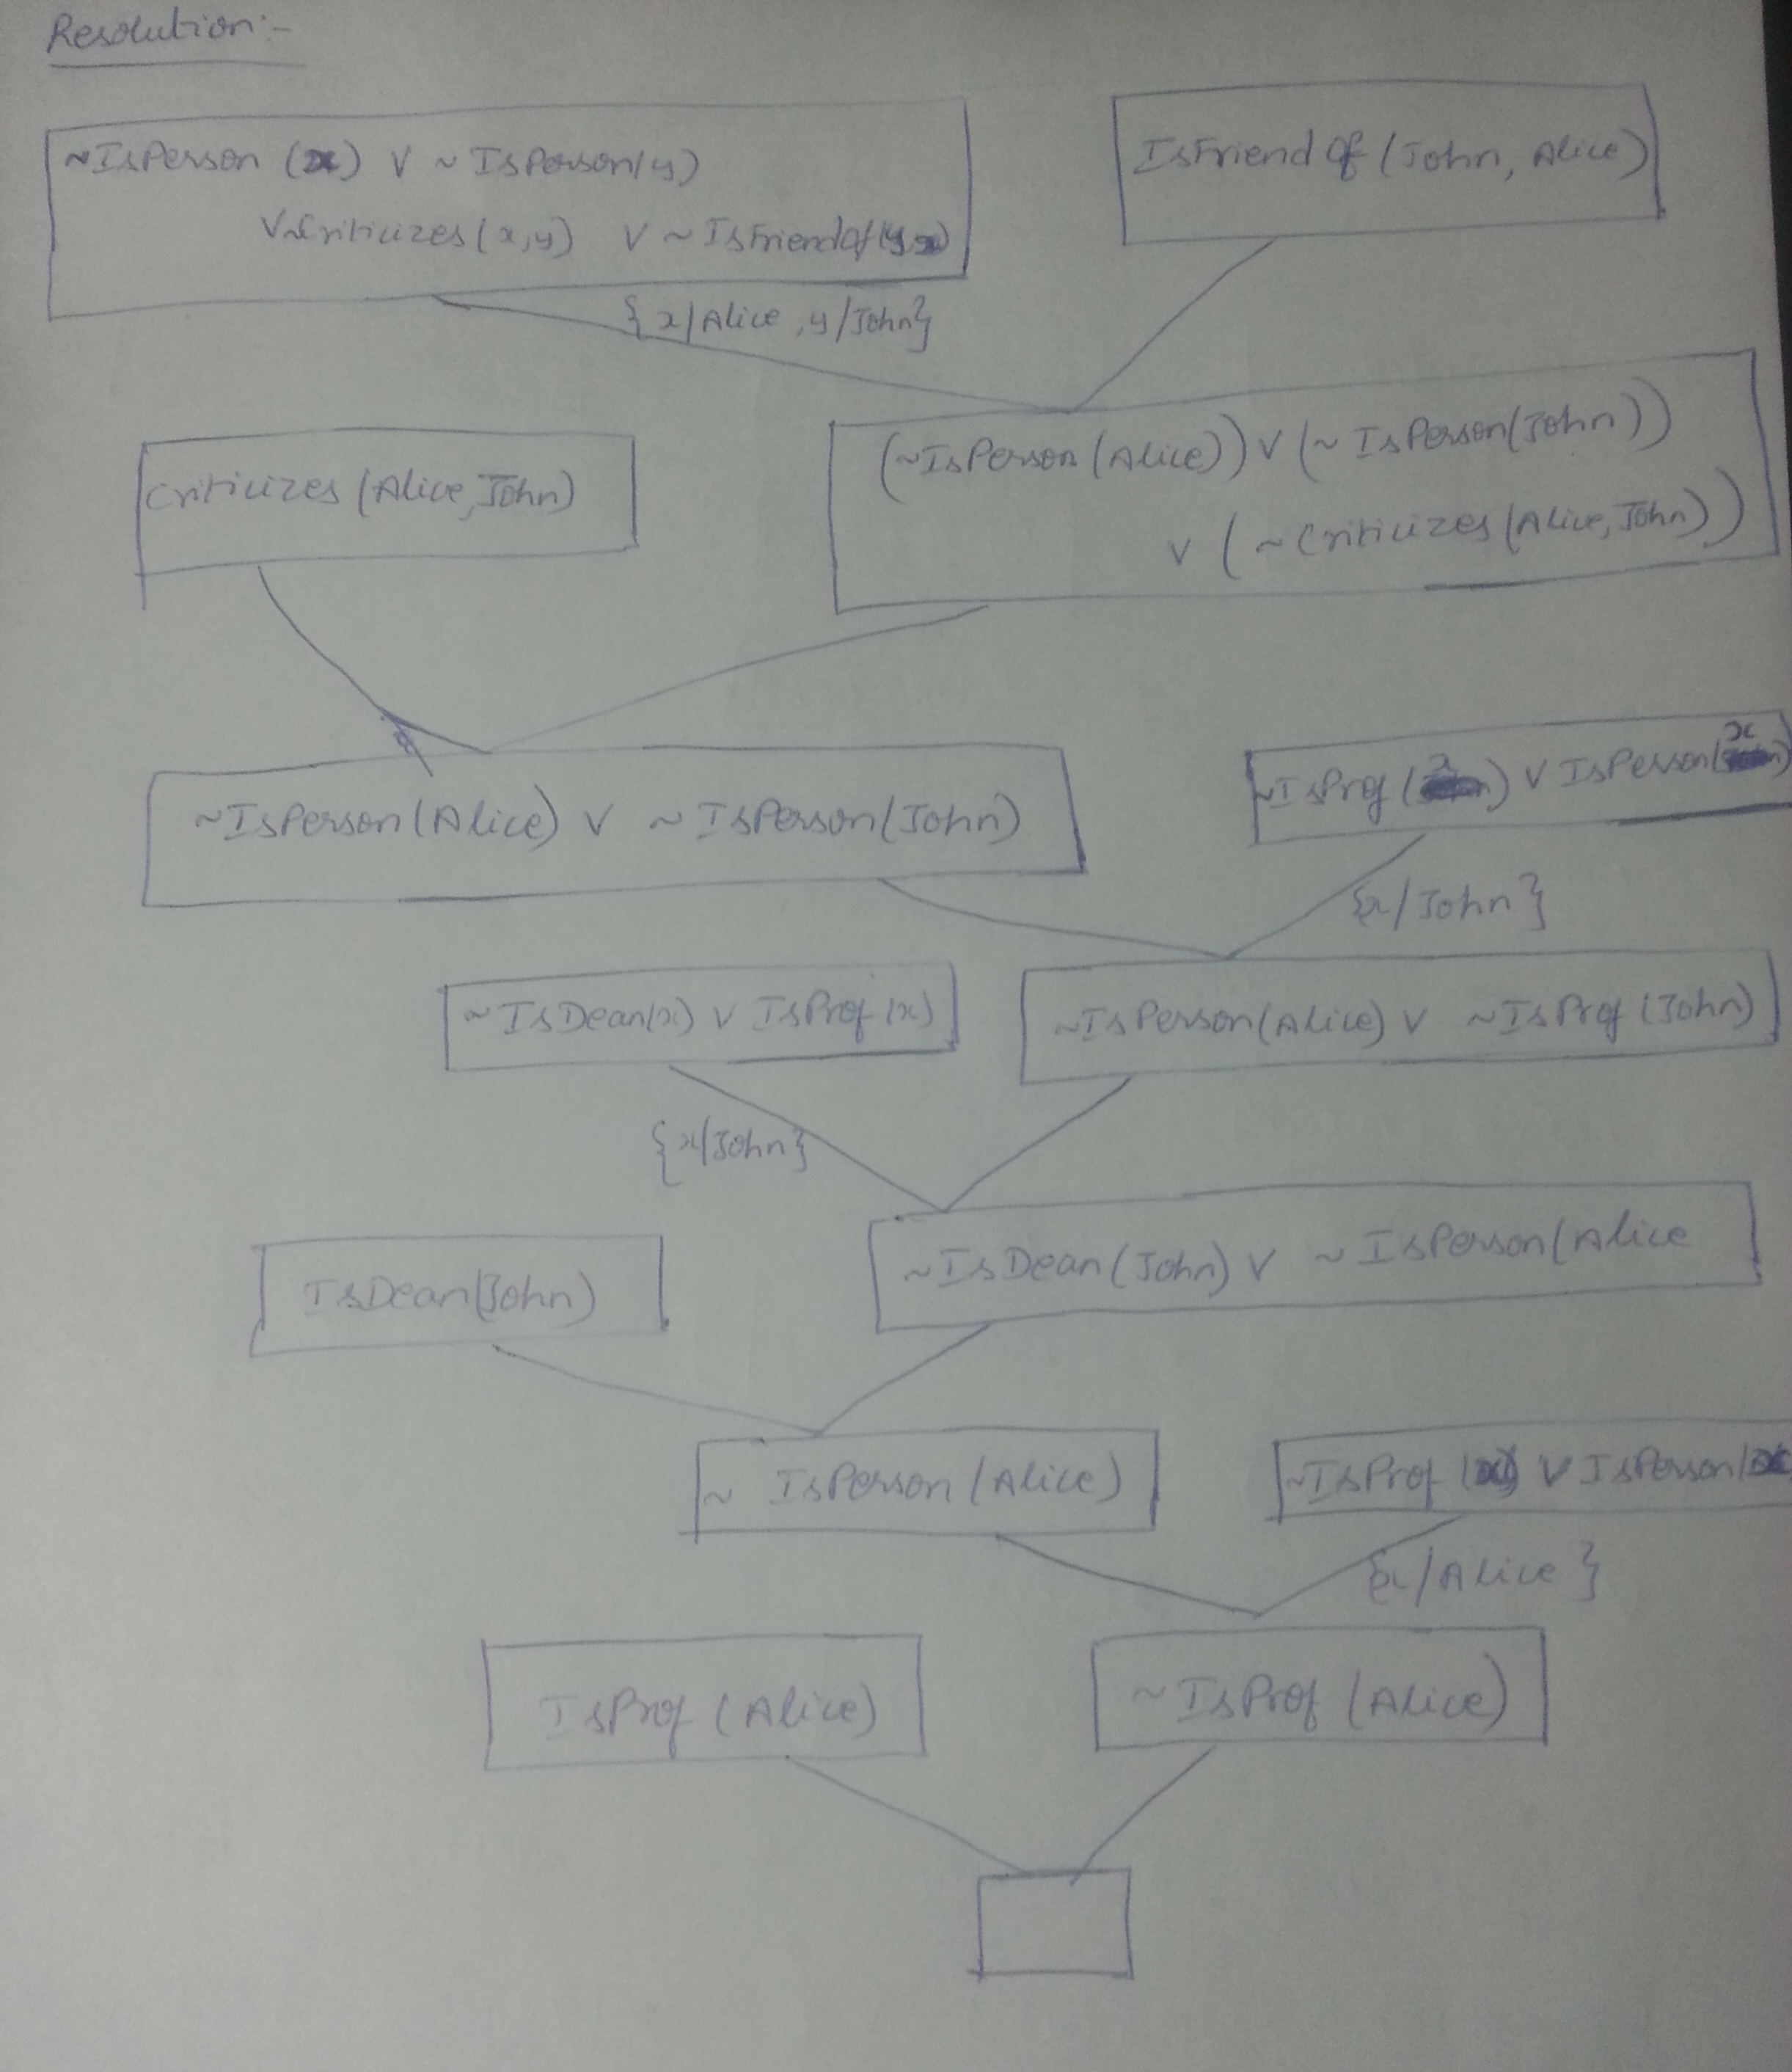 Resolution:-
~IsPerson (x) V ~ IsPerson(y)
V~Criticizes(x,y) V ~ IsFriendOf(y,x)
IsFriendOf (John, Alice)
{x/Alice, y/John}
Criticizes (Alice, John)
(~IsPerson (Alice)) V (~ IsPerson(John))
V (~Criticizes (Alice, John))
~IsPerson(Alice) V ~ IsPerson(John)
~IsProf (x) V IsPerson(x)
{x/John}
~IsDean(x) V IsProf (x)
~IsPerson(Alice) V ~IsProf (John)
{x/John}
IsDean(John)
~IsDean(John) V ~ IsPerson(Alice
~ IsPerson (Alice)
~IsProf (x) V IsPerson(x
{x/Alice}
IsProf (Alice)
~IsProf (Alice)